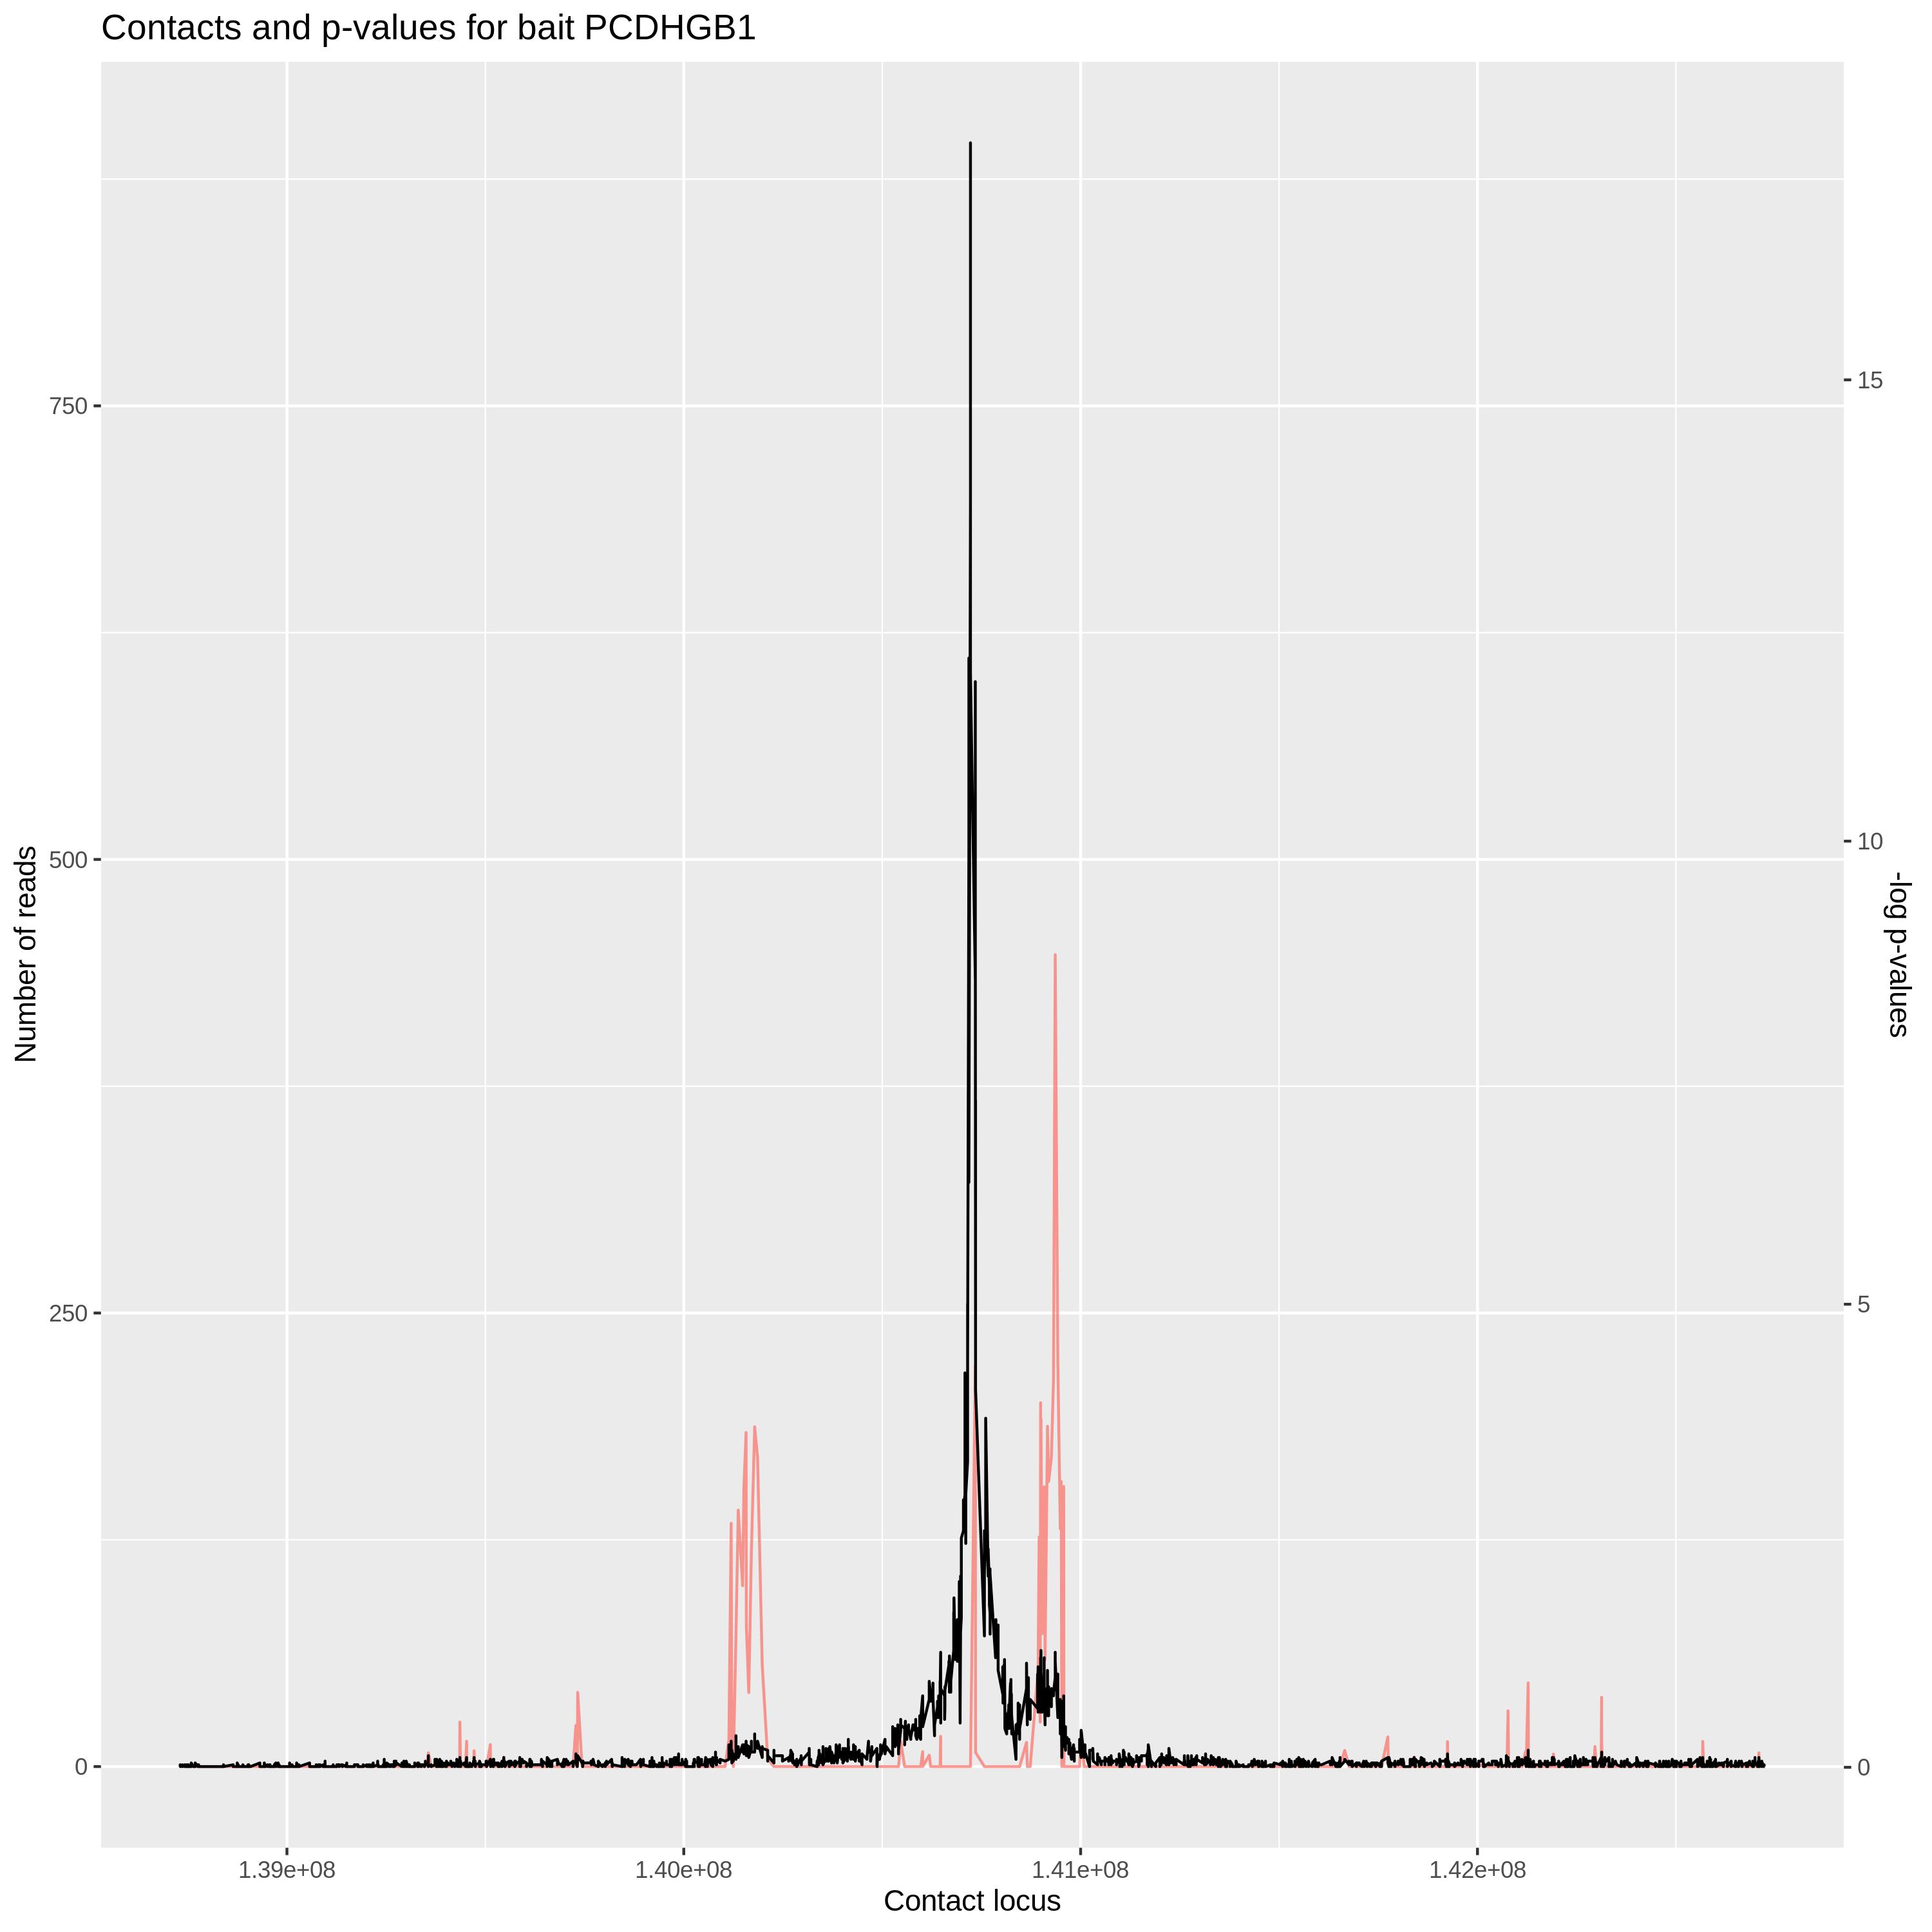 Contacts and p-values for bait PCDHGB1
750
500
250
0
15
10
5
0
Number of reads
-log p-values
1.39e+08
1.40e+08
1.41e+08
1.42e+08
Contact locus